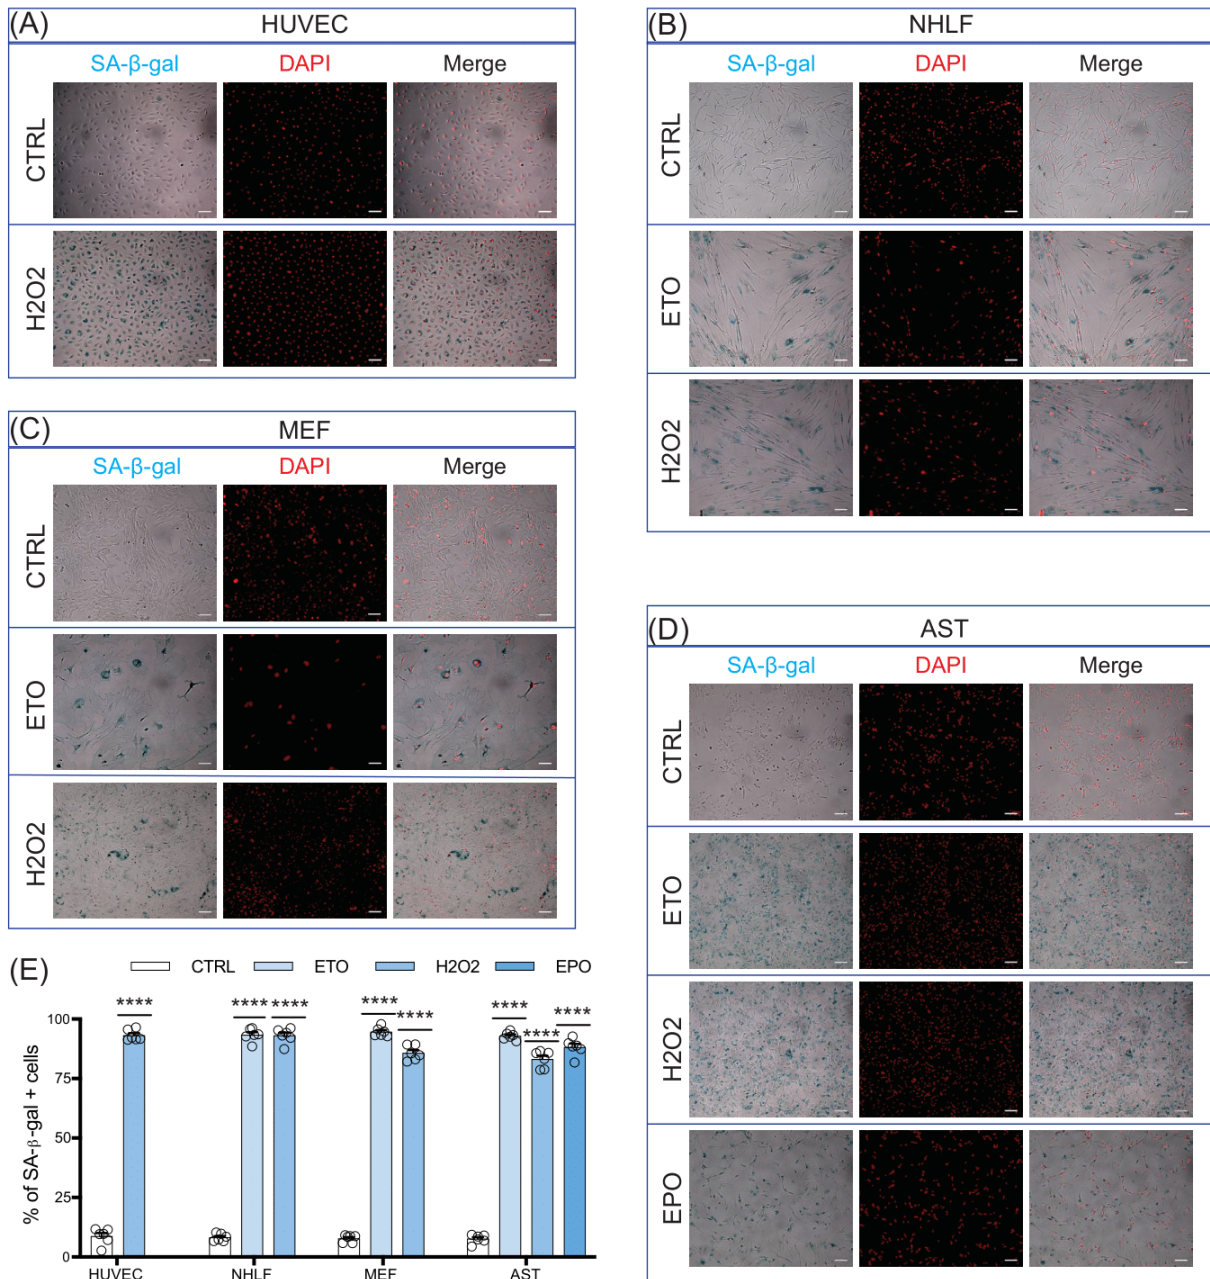 (A) HUVEC
SA-β-gal DAPI Merge
CTRL
H2O2
(B) NHLF
SA-β-gal DAPI Merge
CTRL
ETO
H2O2
(C) MEF
SA-β-gal DAPI Merge
CTRL
ETO
H2O2
(D) AST
SA-β-gal DAPI Merge
CTRL
ETO
H2O2
EPO
(E) CTRL ETO H2O2 EPO
**** **** **** **** **** **** **** ****
% of SA-β-gal + cells
100
75
50
25
0
HUVEC NHLF MEF AST